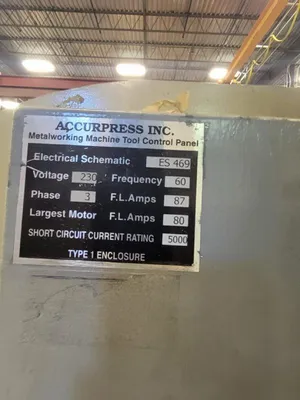 ACCURPRESS INC.
Metalworking Machine Tool Control Panel
Electrical Schematic ES 469
Voltage 230 Frequency 60
Phase 3 F.L.Amps 87
Largest Motor F.L.Amps 80
SHORT CIRCUIT CURRENT RATING 5000
TYPE 1 ENCLOSURE